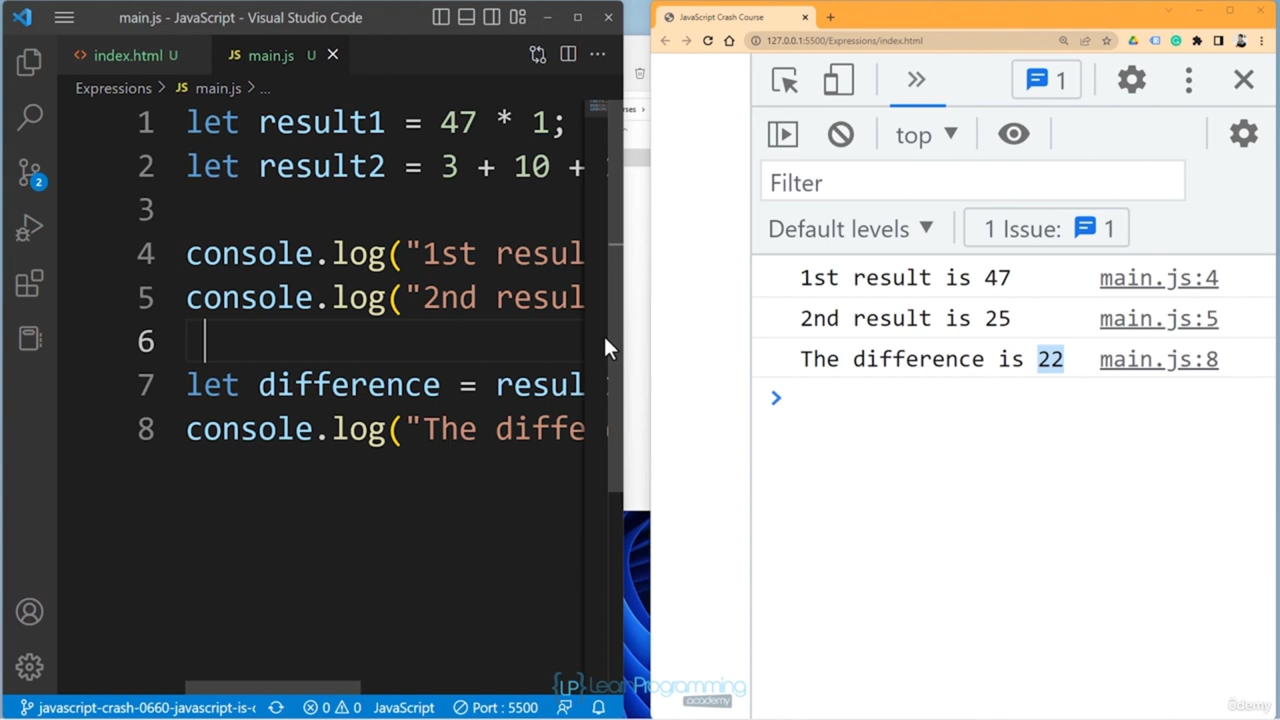 main.js - JavaScript - Visual Studio Code
index.html U
JS main.js U
Expressions > JS main.js > ...
1 let result1 = 47 * 1;
2 let result2 = 3 + 10 +
3
4 console.log("1st resul
5 console.log("2nd resul
6
7 let difference = resul
8 console.log("The diffe
2
javascript-crash-0660-javascript-is-c
0 0 JavaScript Port : 5500
JavaScript Crash Course
127.0.0.1:5500/Expressions/index.html
1
top
Filter
Default levels
1 Issue: 1
1st result is 47 main.js:4
2nd result is 25 main.js:5
The difference is 22 main.js:8
{LP} LearnProgramming
academy
ûdemy